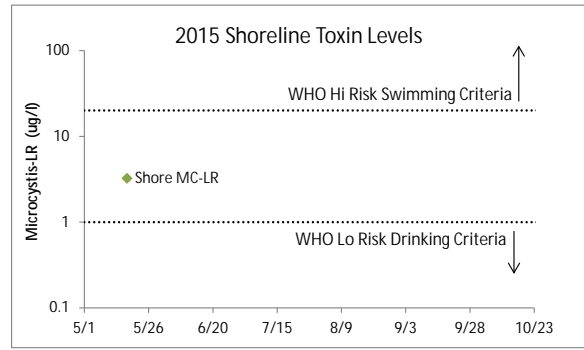 2015 Shoreline Toxin Levels
Microcystis-LR (ug/l)
100
10
1
0.1
WHO Hi Risk Swimming Criteria
Shore MC-LR
WHO Lo Risk Drinking Criteria
5/1 5/26 6/20 7/15 8/9 9/3 9/28 10/23